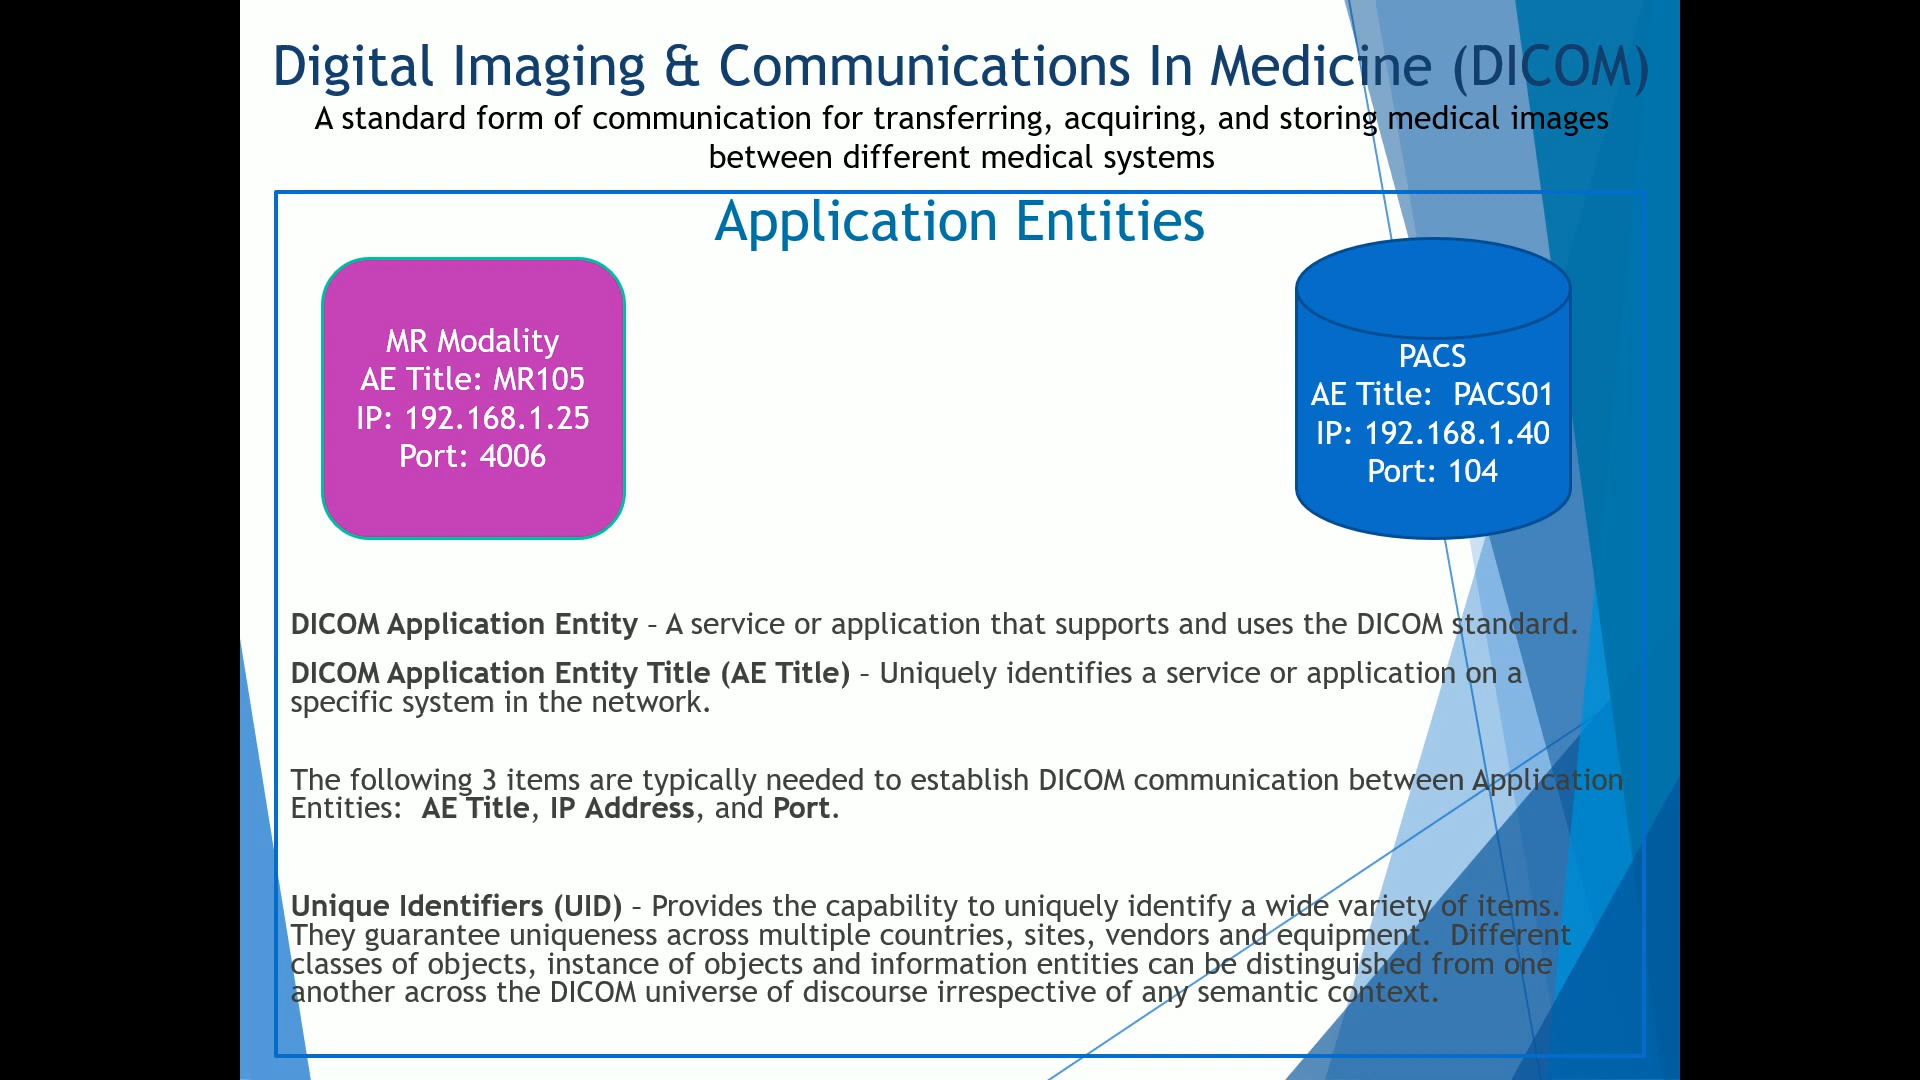 Digital Imaging & Communications In Medicine (DICOM)
A standard form of communication for transferring, acquiring, and storing medical images
between different medical systems
Application Entities
MR Modality
AE Title: MR105
IP: 192.168.1.25
Port: 4006
PACS
AE Title:  PACS01
IP: 192.168.1.40
Port: 104
DICOM Application Entity – A service or application that supports and uses the DICOM standard.
DICOM Application Entity Title (AE Title) – Uniquely identifies a service or application on a
specific system in the network.
The following 3 items are typically needed to establish DICOM communication between Application
Entities:  AE Title, IP Address, and Port.
Unique Identifiers (UID) – Provides the capability to uniquely identify a wide variety of items.
They guarantee uniqueness across multiple countries, sites, vendors and equipment.  Different
classes of objects, instance of objects and information entities can be distinguished from one
another across the DICOM universe of discourse irrespective of any semantic context.